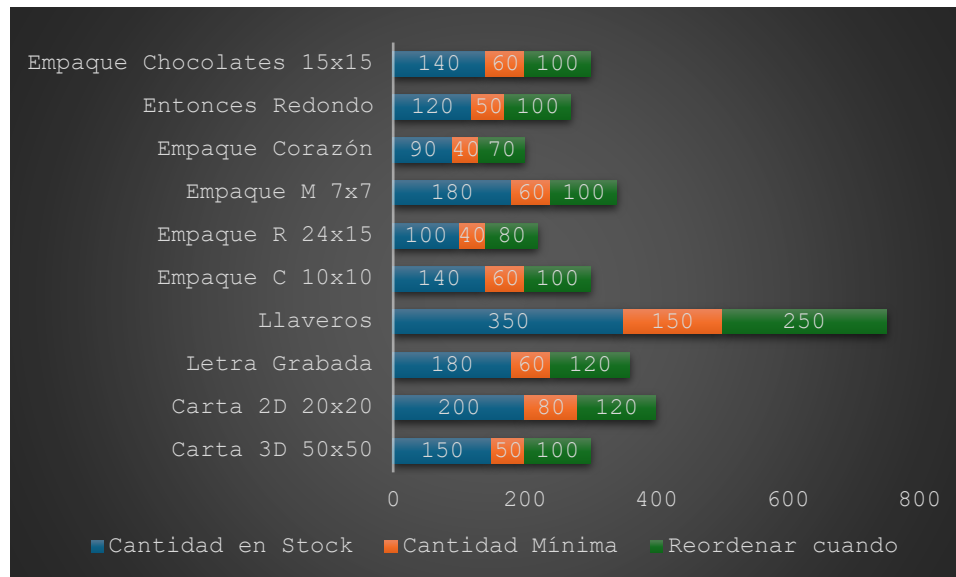 Empaque Chocolates 15x15 140 60 100
Entonces Redondo 120 50 100
Empaque Corazón 90 40 70
Empaque M 7x7 180 60 100
Empaque R 24x15 100 40 80
Empaque C 10x10 140 60 100
Llaveros 350 150 250
Letra Grabada 180 60 120
Carta 2D 20x20 200 80 120
Carta 3D 50x50 150 50 100
0 200 400 600 800
Cantidad en Stock Cantidad Mínima Reordenar cuando